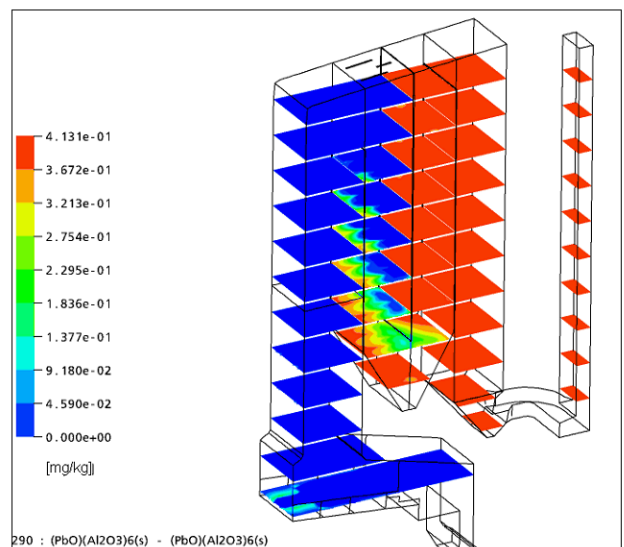 4.131e-01
3.672e-01
3.213e-01
2.754e-01
2.295e-01
1.836e-01
1.377e-01
9.180e-02
4.590e-02
0.000e+00
[mg/kg]
290 : (PbO)(Al2O3)6(s) - (PbO)(Al2O3)6(s)